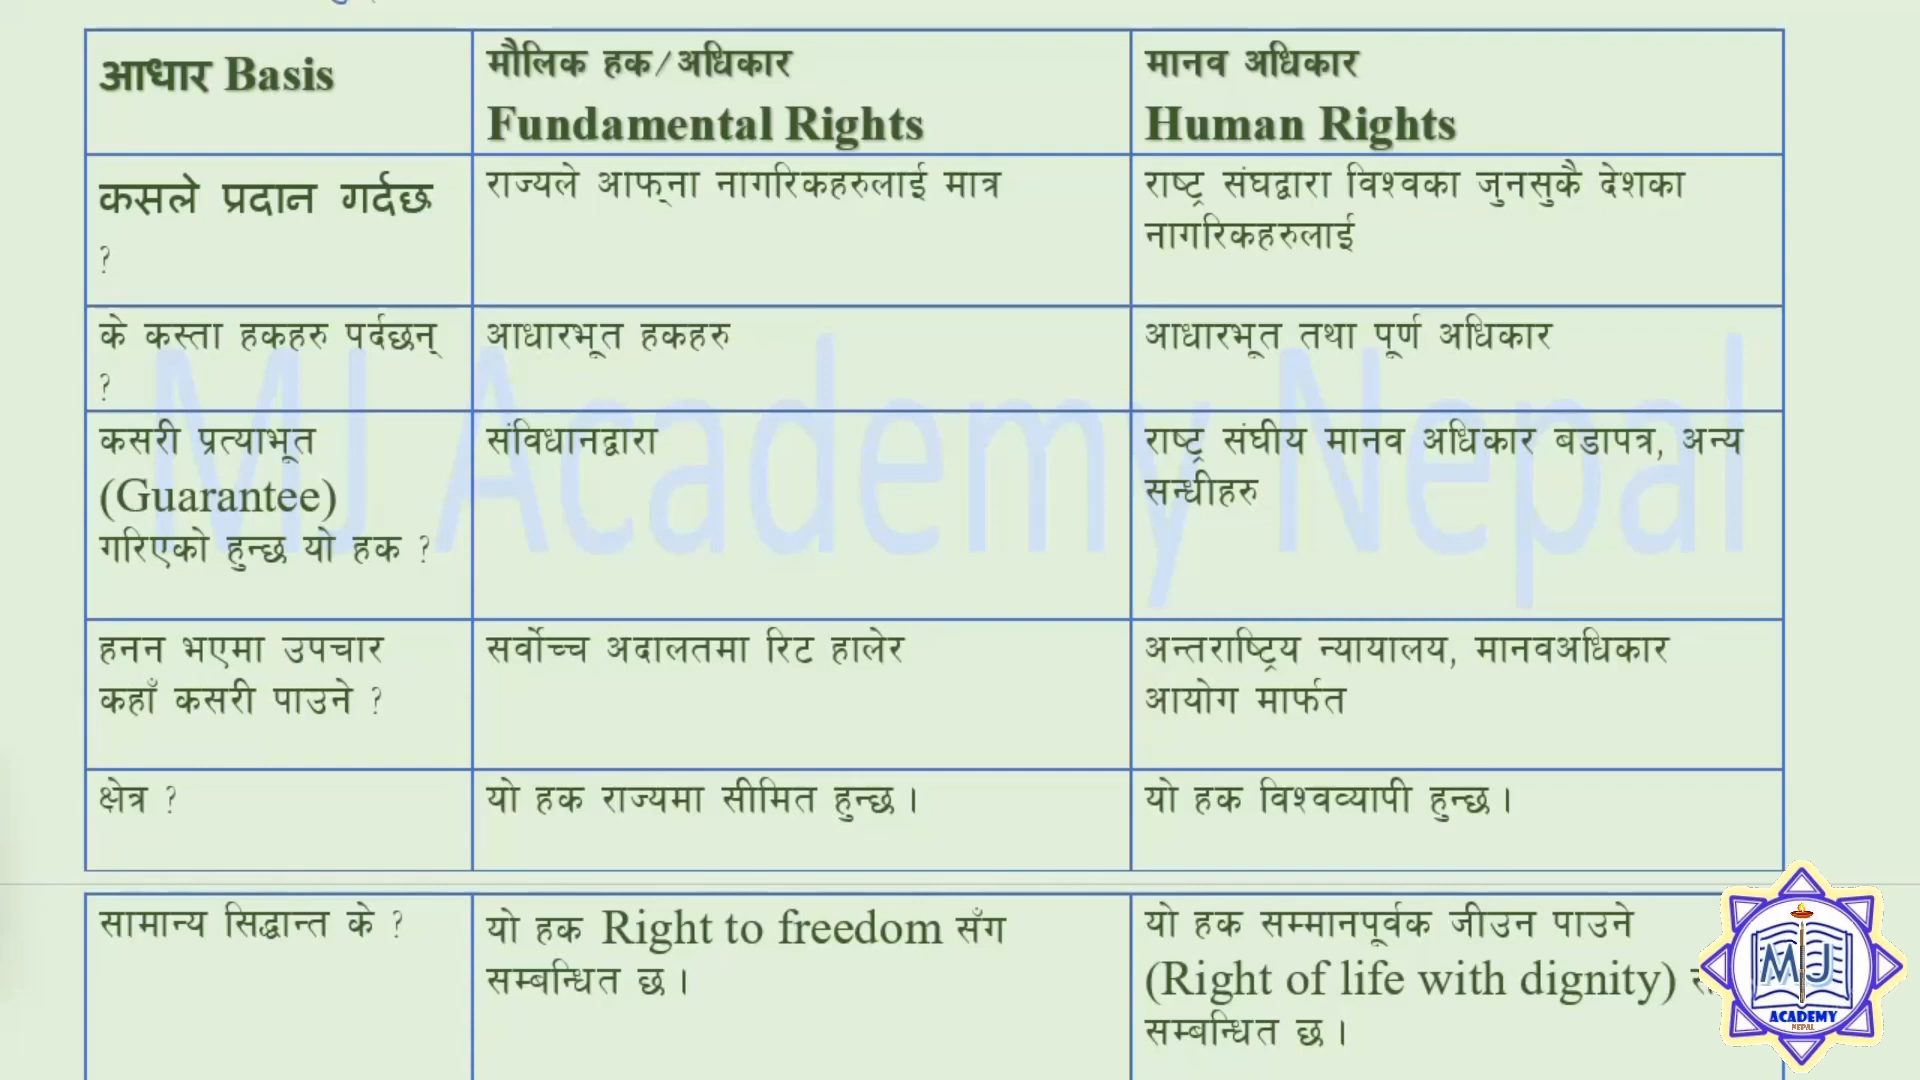 आधार Basis
मौलिक हक/अधिकार
Fundamental Rights
मानव अधिकार
Human Rights
कसले प्रदान गर्दछ
?
राज्यले आफ्ना नागरिकहरुलाई मात्र
राष्ट्र संघद्वारा विश्वका जुनसुकै देशका
नागरिकहरुलाई
के कस्ता हकहरु पर्दछन्
?
आधारभूत हकहरु
आधारभूत तथा पूर्ण अधिकार
कसरी प्रत्याभूत
(Guarantee)
गरिएको हुन्छ यो हक ?
संविधानद्वारा
राष्ट्र संघीय मानव अधिकार बडापत्र, अन्य
सन्धीहरु
हनन भएमा उपचार
कहाँ कसरी पाउने ?
सर्वोच्च अदालतमा रिट हालेर
अन्तराष्ट्रिय न्यायालय, मानवअधिकार
आयोग मार्फत
क्षेत्र ?
यो हक राज्यमा सीमित हुन्छ ।
यो हक विश्वव्यापी हुन्छ ।
सामान्य सिद्धान्त के ?
यो हक Right to freedom सँग
सम्बन्धित छ ।
यो हक सम्मानपूर्वक जीउन पाउने
(Right of life with dignity)
सम्बन्धित छ ।
MJ Academy Nepal
MJ
ACADEMY
NEPAL